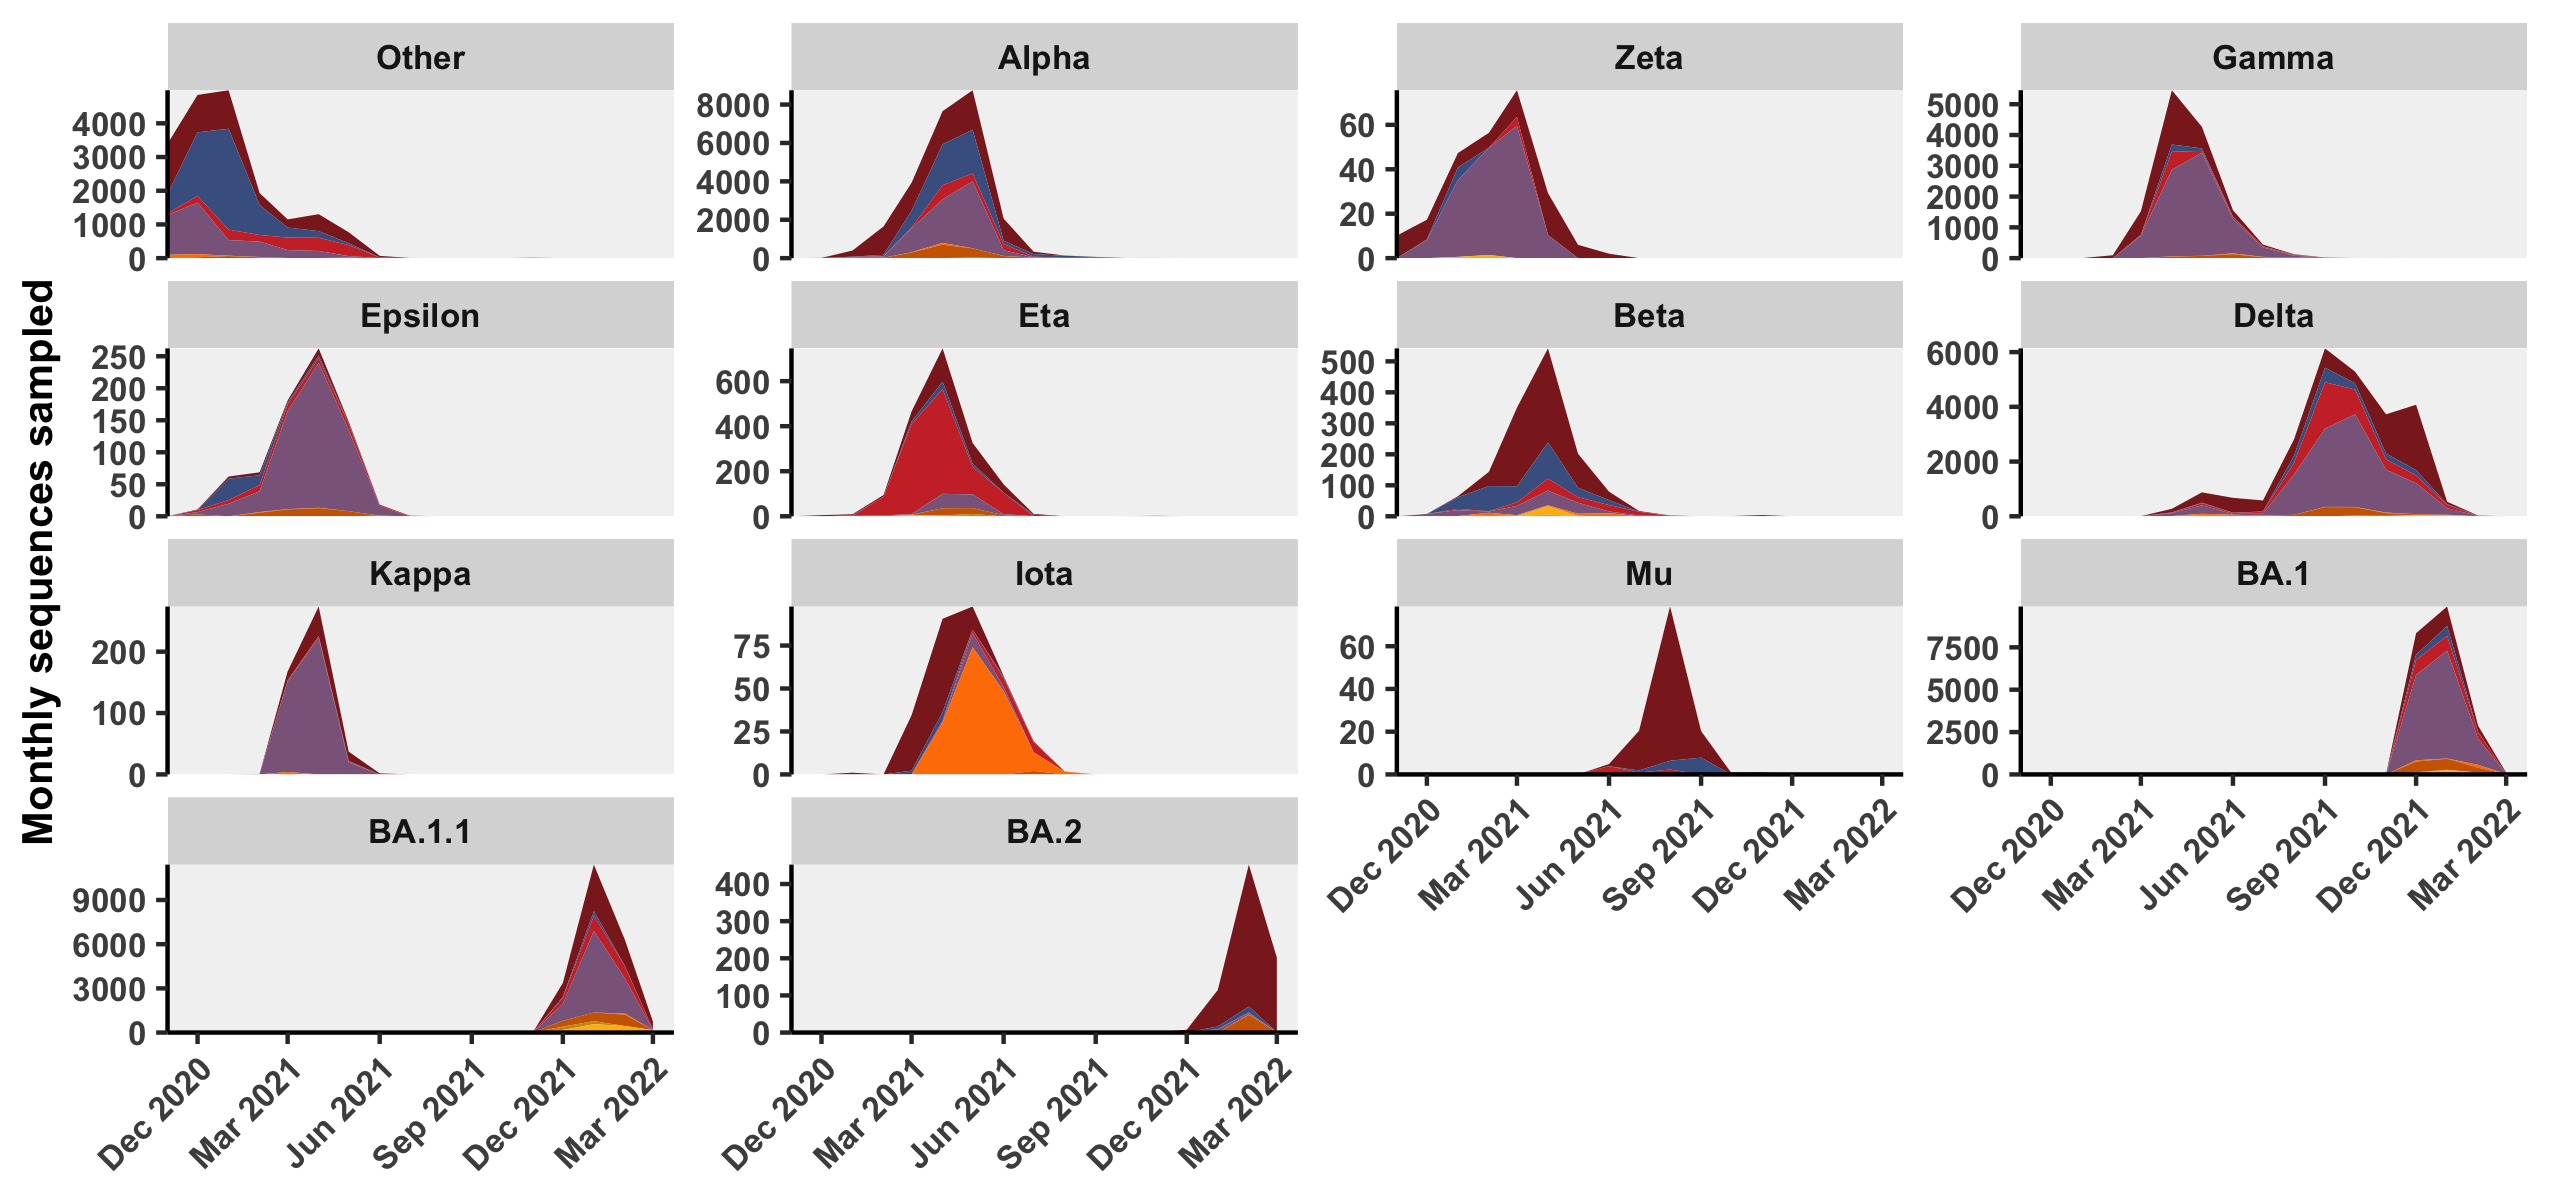 Monthly sequences sampled
Other
4000
3000
2000
1000
0
Alpha
8000
6000
4000
2000
0
Zeta
60
40
20
0
Gamma
5000
4000
3000
2000
1000
0
Epsilon
250
200
150
100
50
0
Eta
600
400
200
0
Beta
500
400
300
200
100
0
Delta
6000
4000
2000
0
Kappa
200
100
0
Iota
75
50
25
0
Mu
60
40
20
0
Dec 2020
Mar 2021
Jun 2021
Sep 2021
Dec 2021
Mar 2022
BA.1
7500
5000
2500
0
Dec 2020
Mar 2021
Jun 2021
Sep 2021
Dec 2021
Mar 2022
BA.1.1
9000
6000
3000
0
Dec 2020
Mar 2021
Jun 2021
Sep 2021
Dec 2021
Mar 2022
BA.2
400
300
200
100
0
Dec 2020
Mar 2021
Jun 2021
Sep 2021
Dec 2021
Mar 2022